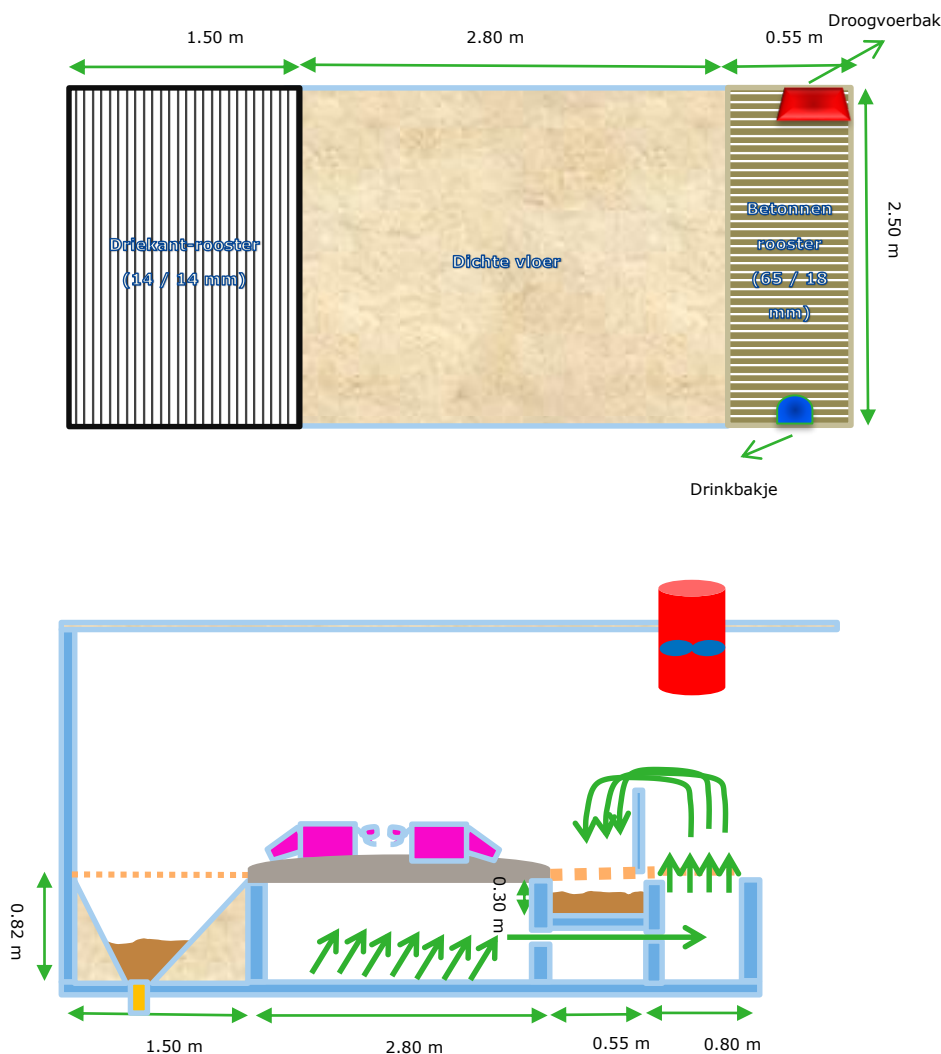 Droogvoerbak
1.50 m
2.80 m
0.55 m
Driekant-rooster
(14 / 14 mm)
Dichte vloer
Betonnen
rooster
(65 / 18
mm)
2.50 m
Drinkbakje
0.82 m
0.30 m
1.50 m
2.80 m
0.55 m
0.80 m